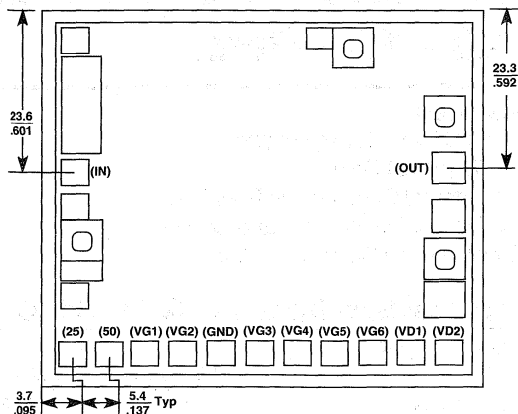 23.6
.601
23.3
.592
(IN)
(OUT)
(25) (50) (VG1) (VG2) (GND) (VG3) (VG4) (VG5) (VG6) (VD1) (VD2)
3.7
.095
5.4
.137
Typ